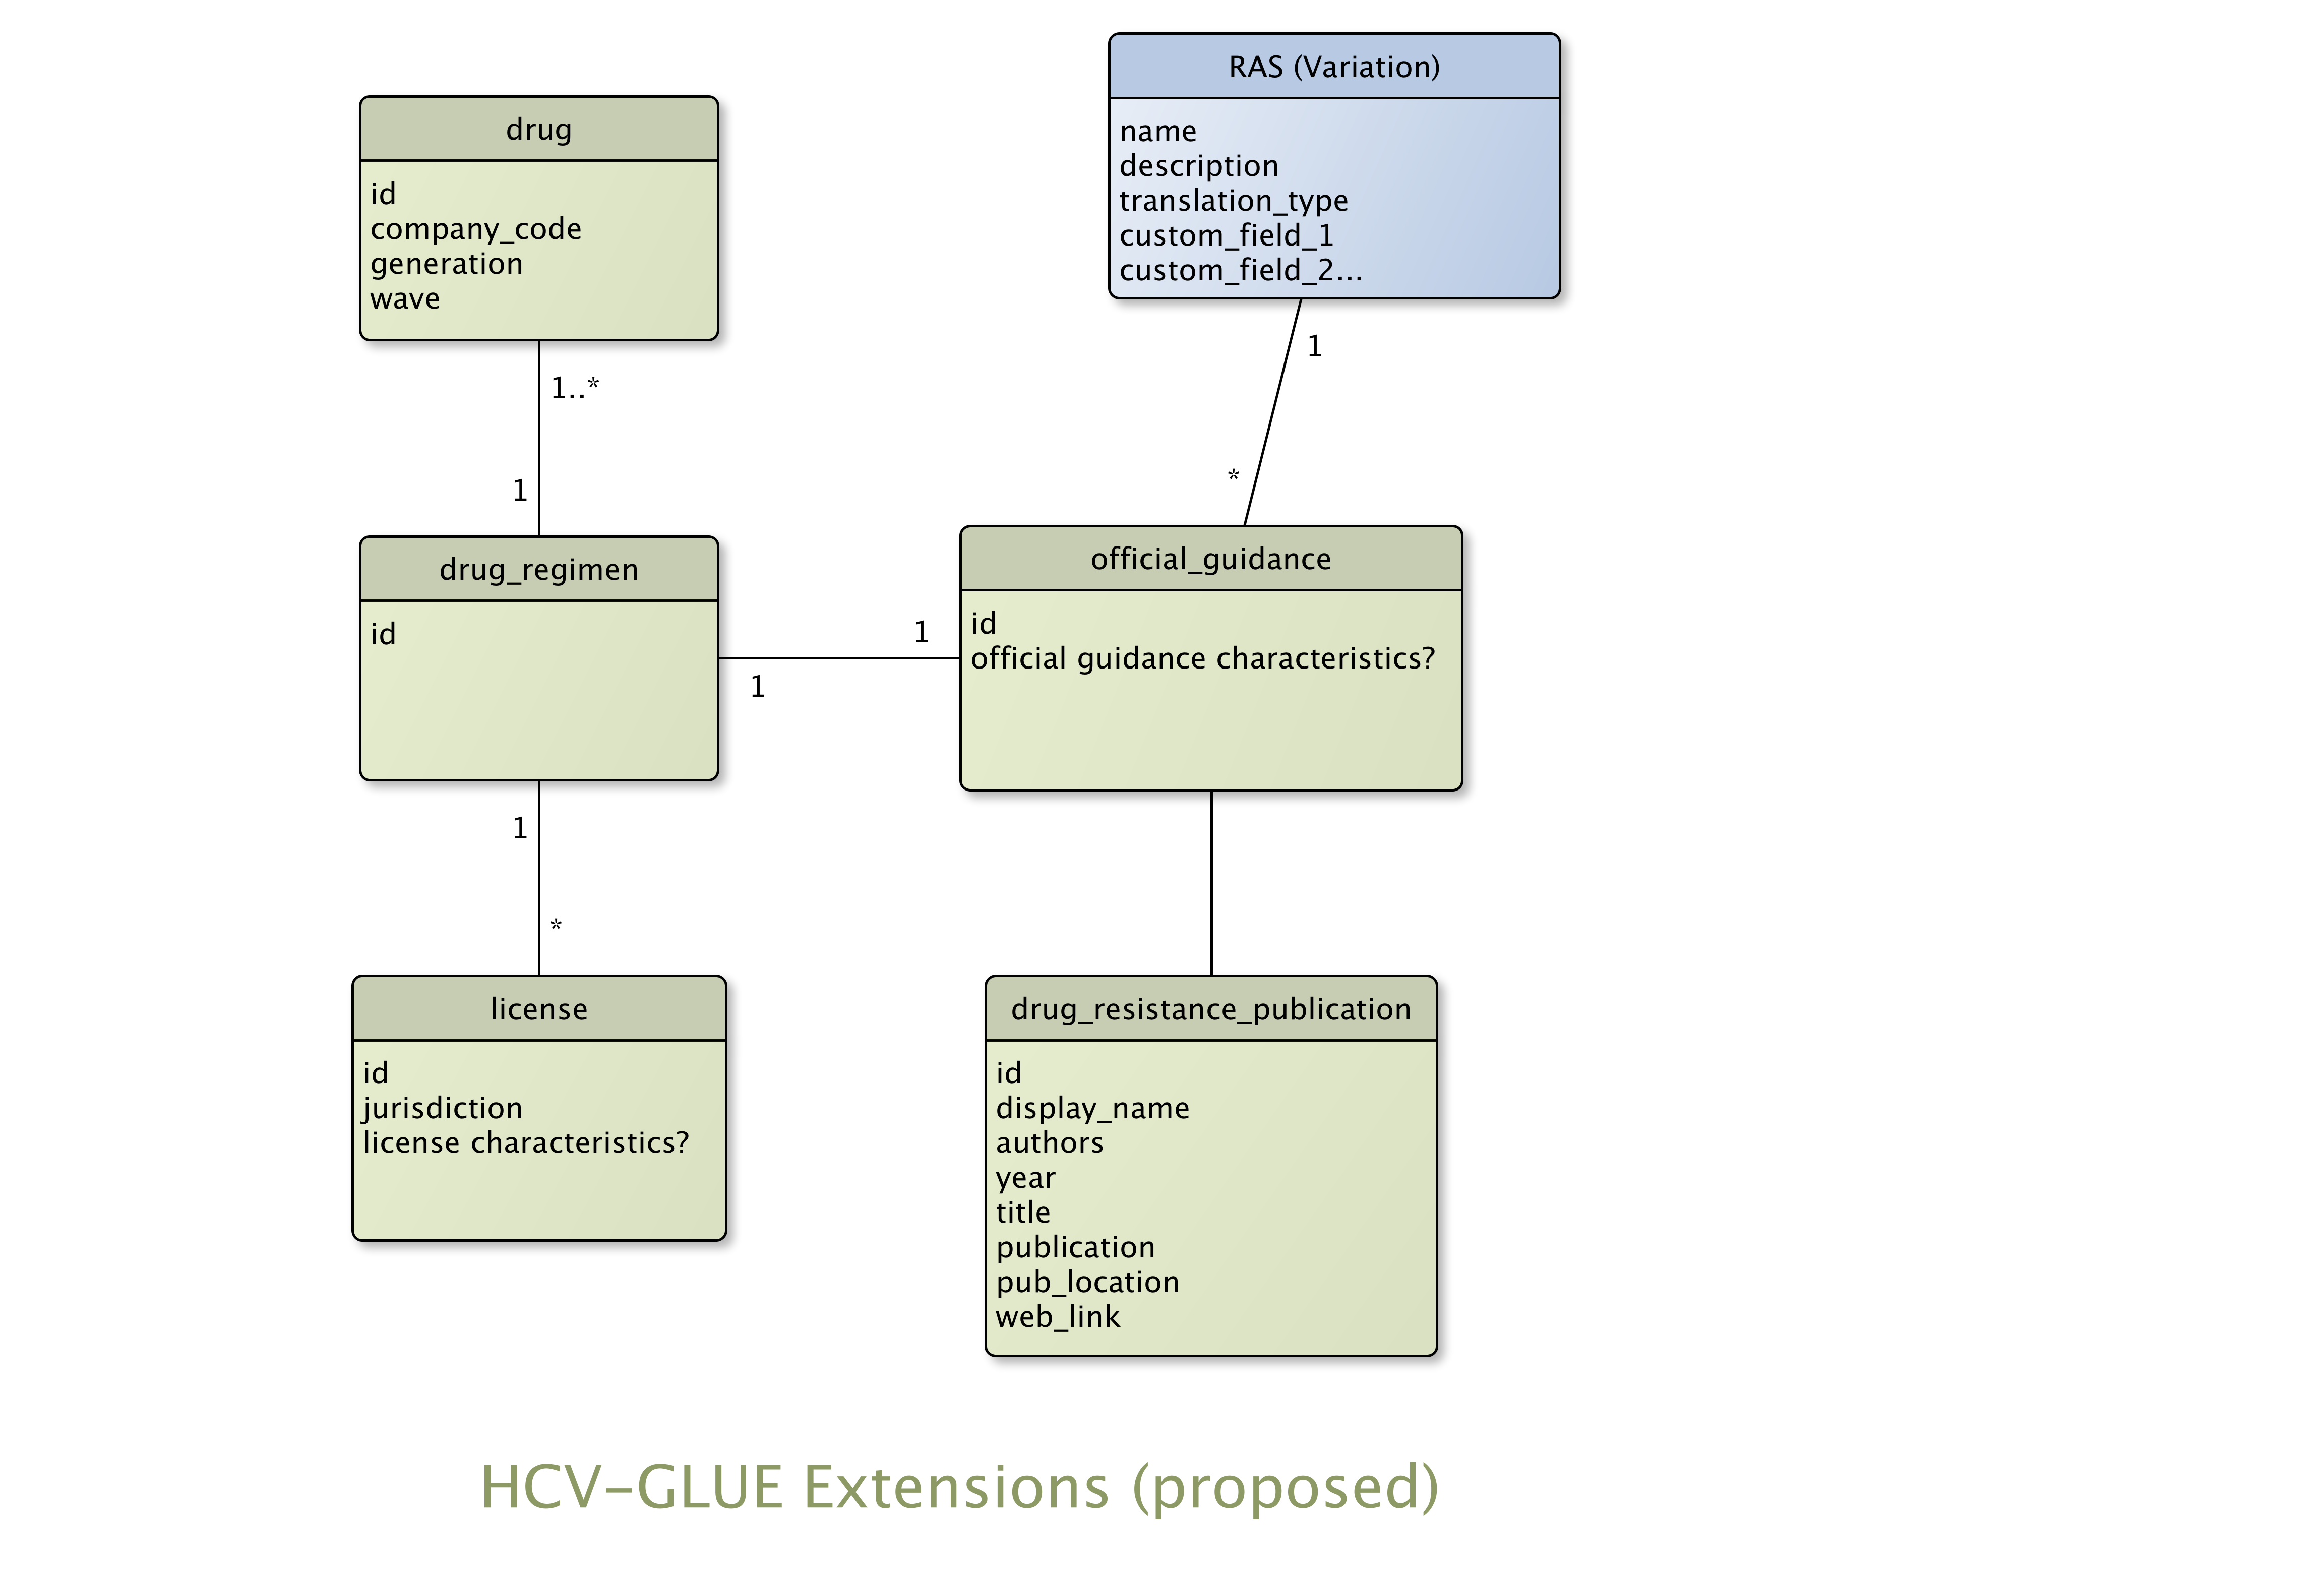 RAS (Variation)
name
description
translation_type
custom_field_1
custom_field_2...
drug
id
company_code
generation
wave
1..*
1
1
*
drug_regimen
id
1
1
official_guidance
id
official guidance characteristics?
1
*
license
id
jurisdiction
license characteristics?
drug_resistance_publication
id
display_name
authors
year
title
publication
pub_location
web_link
HCV–GLUE Extensions (proposed)